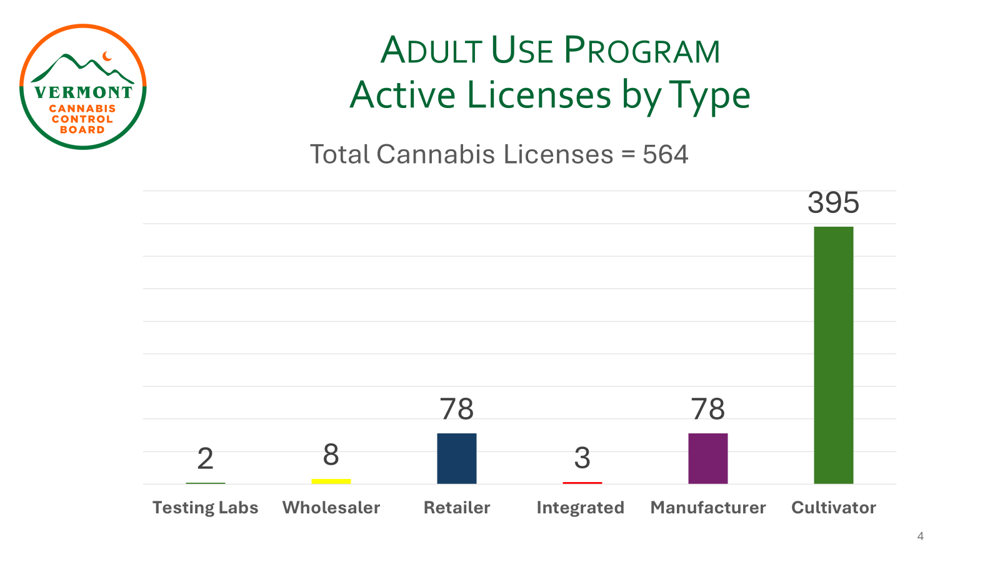 VERMONT
CANNABIS
CONTROL
BOARD
ADULT USE PROGRAM
Active Licenses by Type
Total Cannabis Licenses = 564
395
78
78
2
8
3
Testing Labs
Wholesaler
Retailer
Integrated
Manufacturer
Cultivator
4